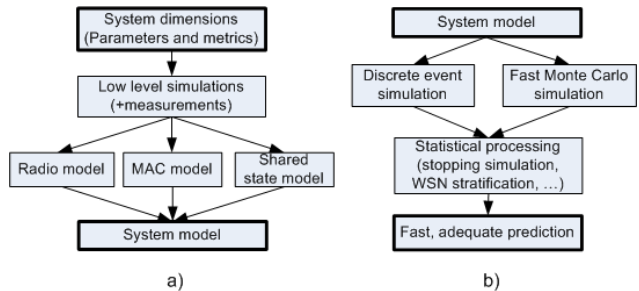 System dimensions
(Parameters and metrics)
Low level simulations
(+measurements)
Radio model
MAC model
Shared
state model
System model
a)
System model
Discrete event
simulation
Fast Monte Carlo
simulation
Statistical processing
(stopping simulation,
WSN stratification, ...)
Fast, adequate prediction
b)